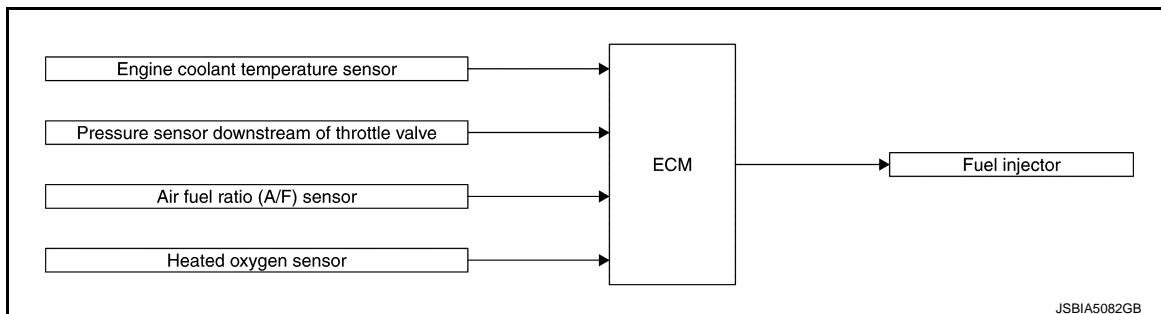 Engine coolant temperature sensor
Pressure sensor downstream of throttle valve
Air fuel ratio (A/F) sensor
Heated oxygen sensor
ECM
Fuel injector
JSBIA5082GB